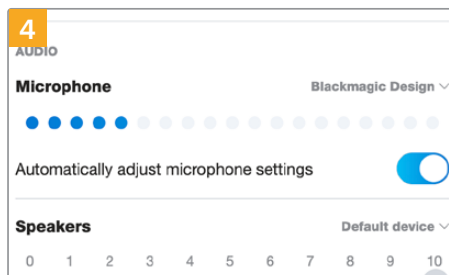 4
AUDIO
Microphone Blackmagic Design
Automatically adjust microphone settings
Speakers Default device
0 1 2 3 4 5 6 7 8 9 10